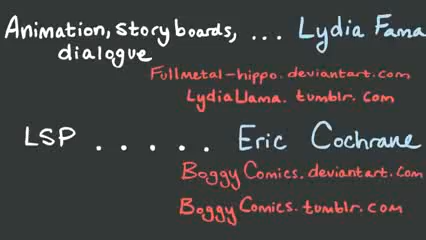 Animation, storyboards, ... Lydia Fama
dialogue
Fullmetal-hippo.deviantart.com
LydiaLlama.tumblr.com
LSP ..... Eric Cochrane
BoggyComics.deviantart.com
BoggyComics.tumblr.com